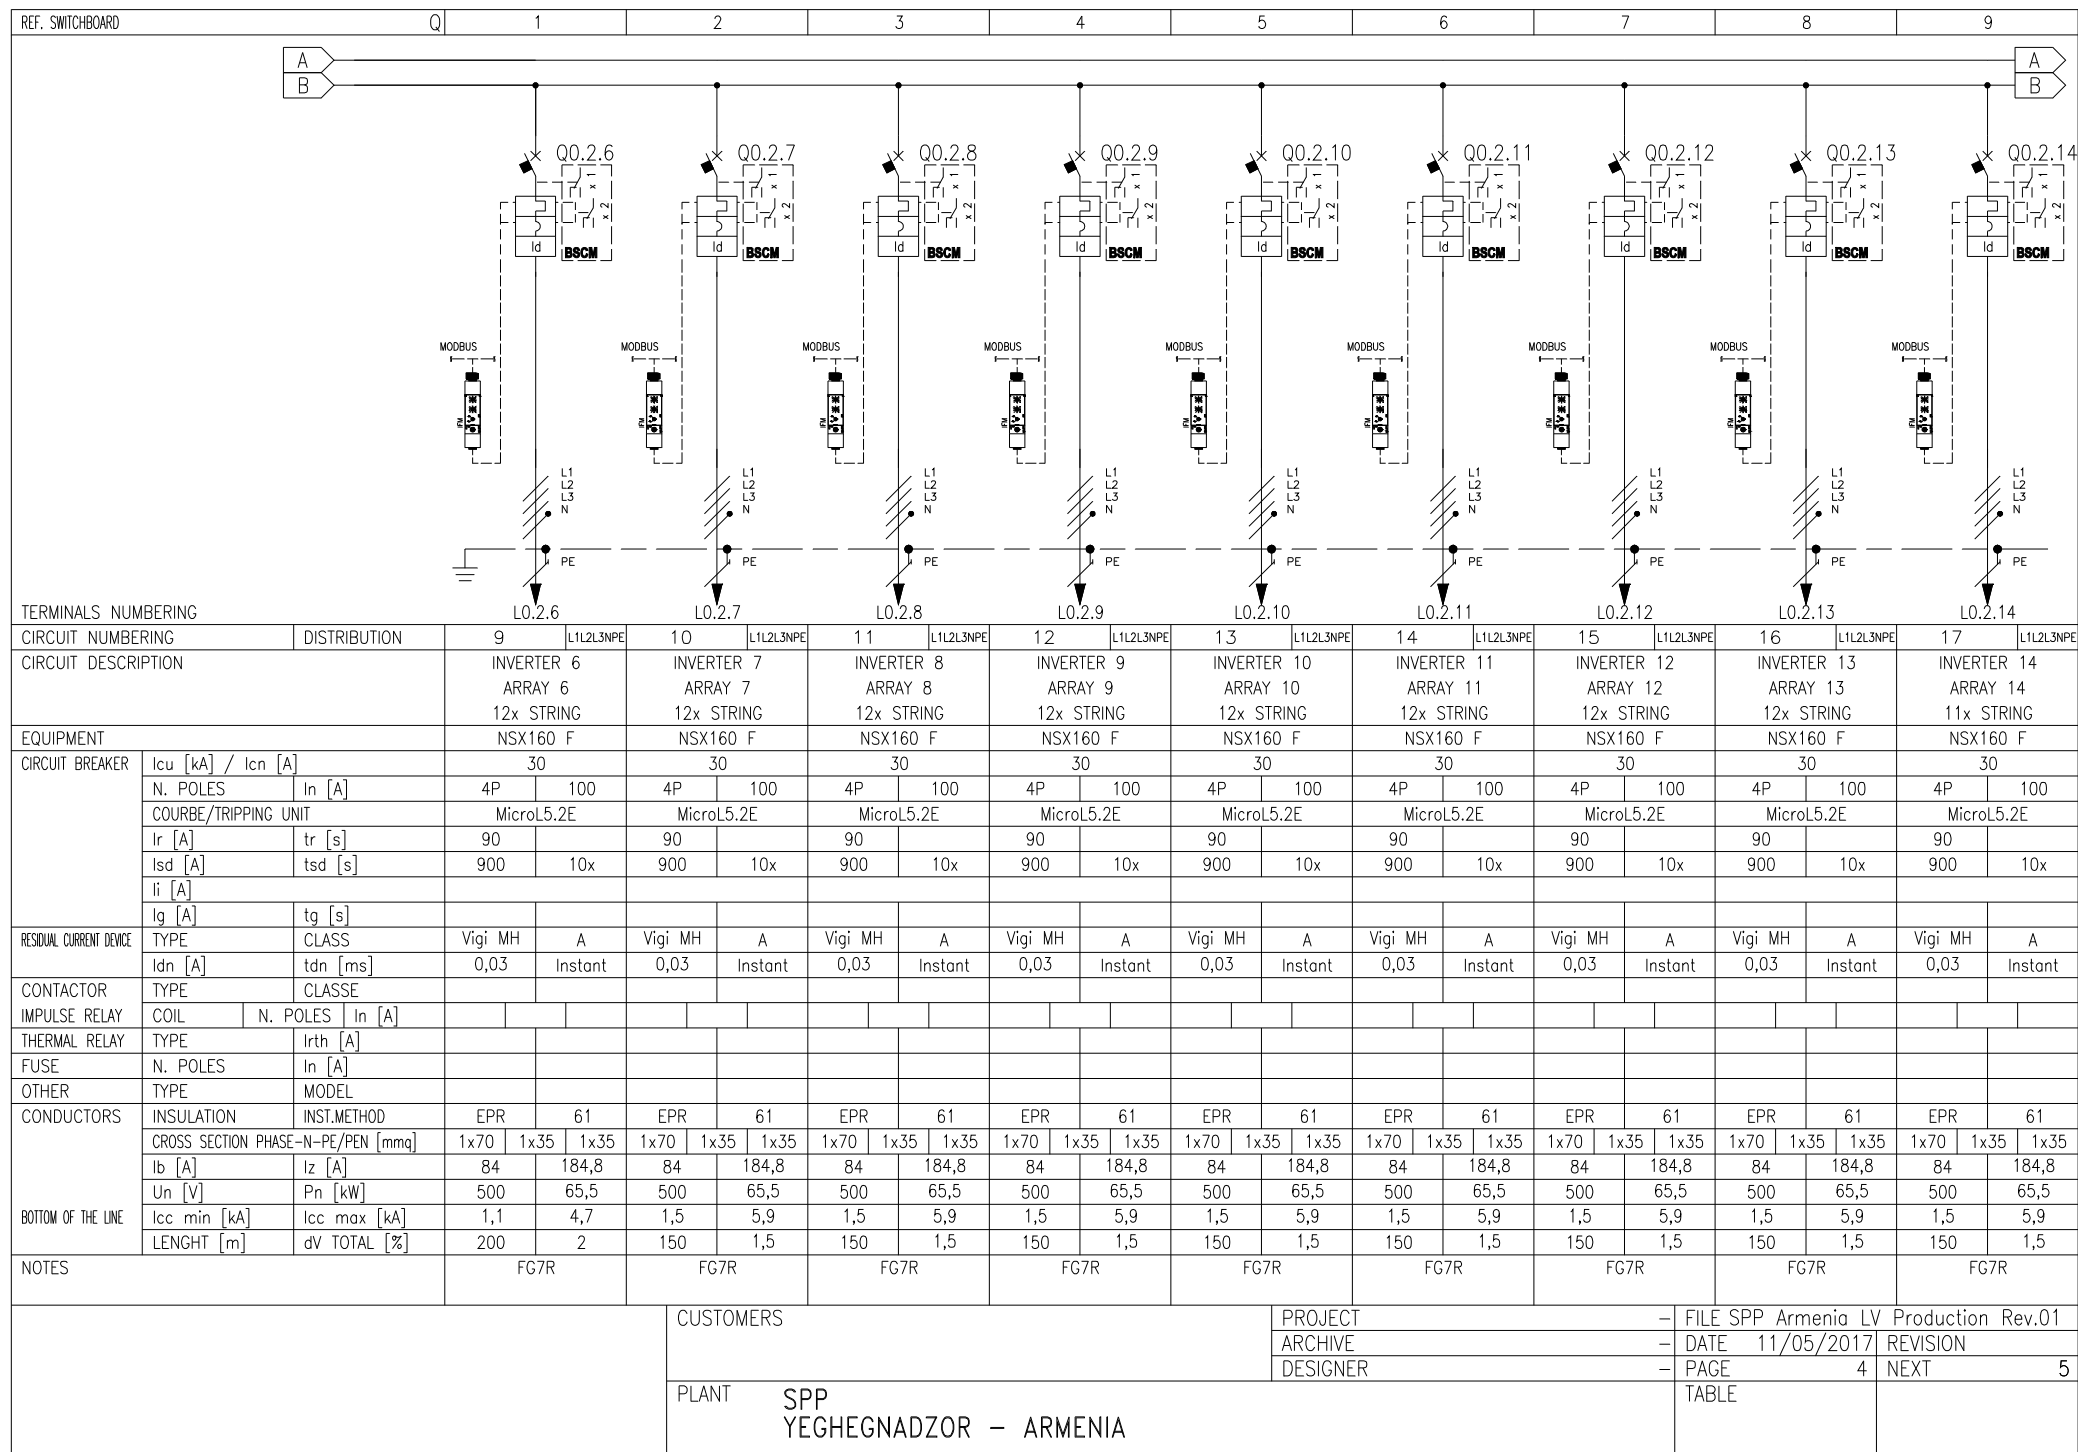 REF. SWITCHBOARD Q 1 2 3 4 5 6 7 8 9
A A
B B
Q0.2.6 Q0.2.7 Q0.2.8 Q0.2.9 Q0.2.10 Q0.2.11 Q0.2.12 Q0.2.13 Q0.2.14
x 1 x 1 x 1 x 1 x 1 x 1 x 1 x 1 x 1
x 2 x 2 x 2 x 2 x 2 x 2 x 2 x 2 x 2
Id BSCM Id BSCM Id BSCM Id BSCM Id BSCM Id BSCM Id BSCM Id BSCM Id BSCM
MODBUS MODBUS MODBUS MODBUS MODBUS MODBUS MODBUS MODBUS MODBUS
IFM IFM IFM IFM IFM IFM IFM IFM IFM
L1 L1 L1 L1 L1 L1 L1 L1 L1
L2 L2 L2 L2 L2 L2 L2 L2 L2
L3 L3 L3 L3 L3 L3 L3 L3 L3
N N N N N N N N N
PE PE PE PE PE PE PE PE PE
TERMINALS NUMBERING L0.2.6 L0.2.7 L0.2.8 L0.2.9 L0.2.10 L0.2.11 L0.2.12 L0.2.13 L0.2.14
CIRCUIT NUMBERING DISTRIBUTION 9 L1L2L3NPE 10 L1L2L3NPE 11 L1L2L3NPE 12 L1L2L3NPE 13 L1L2L3NPE 14 L1L2L3NPE 15 L1L2L3NPE 16 L1L2L3NPE 17 L1L2L3NPE
CIRCUIT DESCRIPTION INVERTER 6 INVERTER 7 INVERTER 8 INVERTER 9 INVERTER 10 INVERTER 11 INVERTER 12 INVERTER 13 INVERTER 14
ARRAY 6 ARRAY 7 ARRAY 8 ARRAY 9 ARRAY 10 ARRAY 11 ARRAY 12 ARRAY 13 ARRAY 14
12x STRING 12x STRING 12x STRING 12x STRING 12x STRING 12x STRING 12x STRING 12x STRING 11x STRING
EQUIPMENT NSX160 F NSX160 F NSX160 F NSX160 F NSX160 F NSX160 F NSX160 F NSX160 F NSX160 F
CIRCUIT BREAKER Icu [kA] / Icn [A] 30 30 30 30 30 30 30 30 30
N. POLES In [A] 4P 100 4P 100 4P 100 4P 100 4P 100 4P 100 4P 100 4P 100 4P 100
COURBE/TRIPPING UNIT MicroL5.2E MicroL5.2E MicroL5.2E MicroL5.2E MicroL5.2E MicroL5.2E MicroL5.2E MicroL5.2E MicroL5.2E
Ir [A] tr [s] 90 90 90 90 90 90 90 90 90
Isd [A] tsd [s] 900 10x 900 10x 900 10x 900 10x 900 10x 900 10x 900 10x 900 10x 900 10x
Ii [A]
Ig [A] tg [s]
RESIDUAL CURRENT DEVICE TYPE CLASS Vigi MH A Vigi MH A Vigi MH A Vigi MH A Vigi MH A Vigi MH A Vigi MH A Vigi MH A Vigi MH A
Idn [A] tdn [ms] 0,03 Instant 0,03 Instant 0,03 Instant 0,03 Instant 0,03 Instant 0,03 Instant 0,03 Instant 0,03 Instant 0,03 Instant
CONTACTOR TYPE CLASSE
IMPULSE RELAY COIL N. POLES In [A]
THERMAL RELAY TYPE Irth [A]
FUSE N. POLES In [A]
OTHER TYPE MODEL
CONDUCTORS INSULATION INST.METHOD EPR 61 EPR 61 EPR 61 EPR 61 EPR 61 EPR 61 EPR 61 EPR 61 EPR 61
CROSS SECTION PHASE-N-PE/PEN [mmq] 1x70 1x35 1x35 1x70 1x35 1x35 1x70 1x35 1x35 1x70 1x35 1x35 1x70 1x35 1x35 1x70 1x35 1x35 1x70 1x35 1x35 1x70 1x35 1x35 1x70 1x35 1x35
Ib [A] Iz [A] 84 184,8 84 184,8 84 184,8 84 184,8 84 184,8 84 184,8 84 184,8 84 184,8 84 184,8
Un [V] Pn [kW] 500 65,5 500 65,5 500 65,5 500 65,5 500 65,5 500 65,5 500 65,5 500 65,5 500 65,5
BOTTOM OF THE LINE Icc min [kA] Icc max [kA] 1,1 4,7 1,5 5,9 1,5 5,9 1,5 5,9 1,5 5,9 1,5 5,9 1,5 5,9 1,5 5,9 1,5 5,9
LENGHT [m] dV TOTAL [%] 200 2 150 1,5 150 1,5 150 1,5 150 1,5 150 1,5 150 1,5 150 1,5 150 1,5
NOTES FG7R FG7R FG7R FG7R FG7R FG7R FG7R FG7R FG7R
CUSTOMERS PROJECT - FILE SPP Armenia LV Production Rev.01
ARCHIVE - DATE 11/05/2017 REVISION
DESIGNER - PAGE 4 NEXT 5
PLANT SPP TABLE
YEGHEGNADZOR - ARMENIA